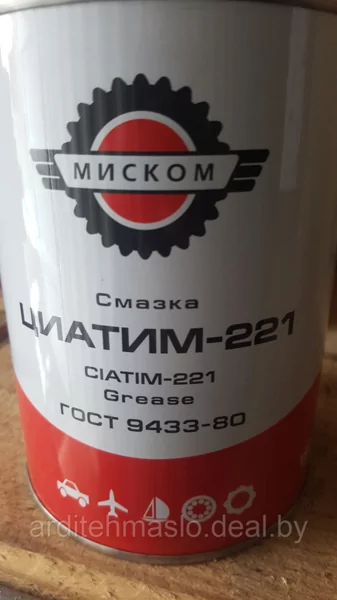 МИСКОМ
Смазка
ЦИАТИМ-221
CIATIM-221
Grease
ГОСТ 9433-80
arditehmaslo.deal.by